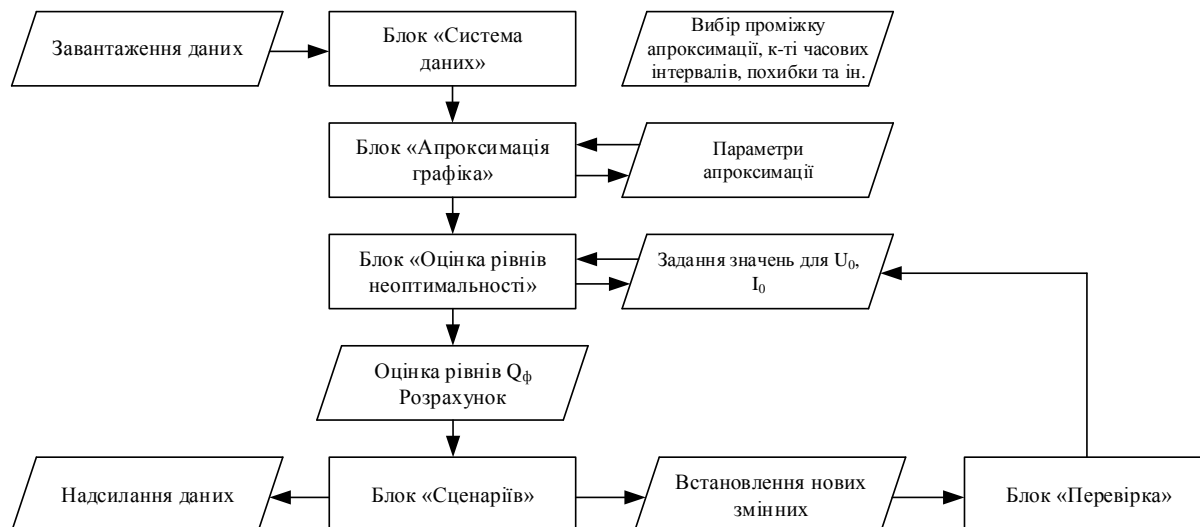 Завантаження даних
Блок «Система
даних»
Вибір проміжку
апроксимації, к-ті часових
інтервалів, похибки та ін.
Блок «Апроксимація
графіка»
Параметри
апроксимації
Блок «Оцінка рівнів
неоптимальності»
Задання значень для U₀,
I₀
Оцінка рівнів Qф
Розрахунок
Надсилання даних
Блок «Сценаріїв»
Встановлення нових
змінних
Блок «Перевірка»